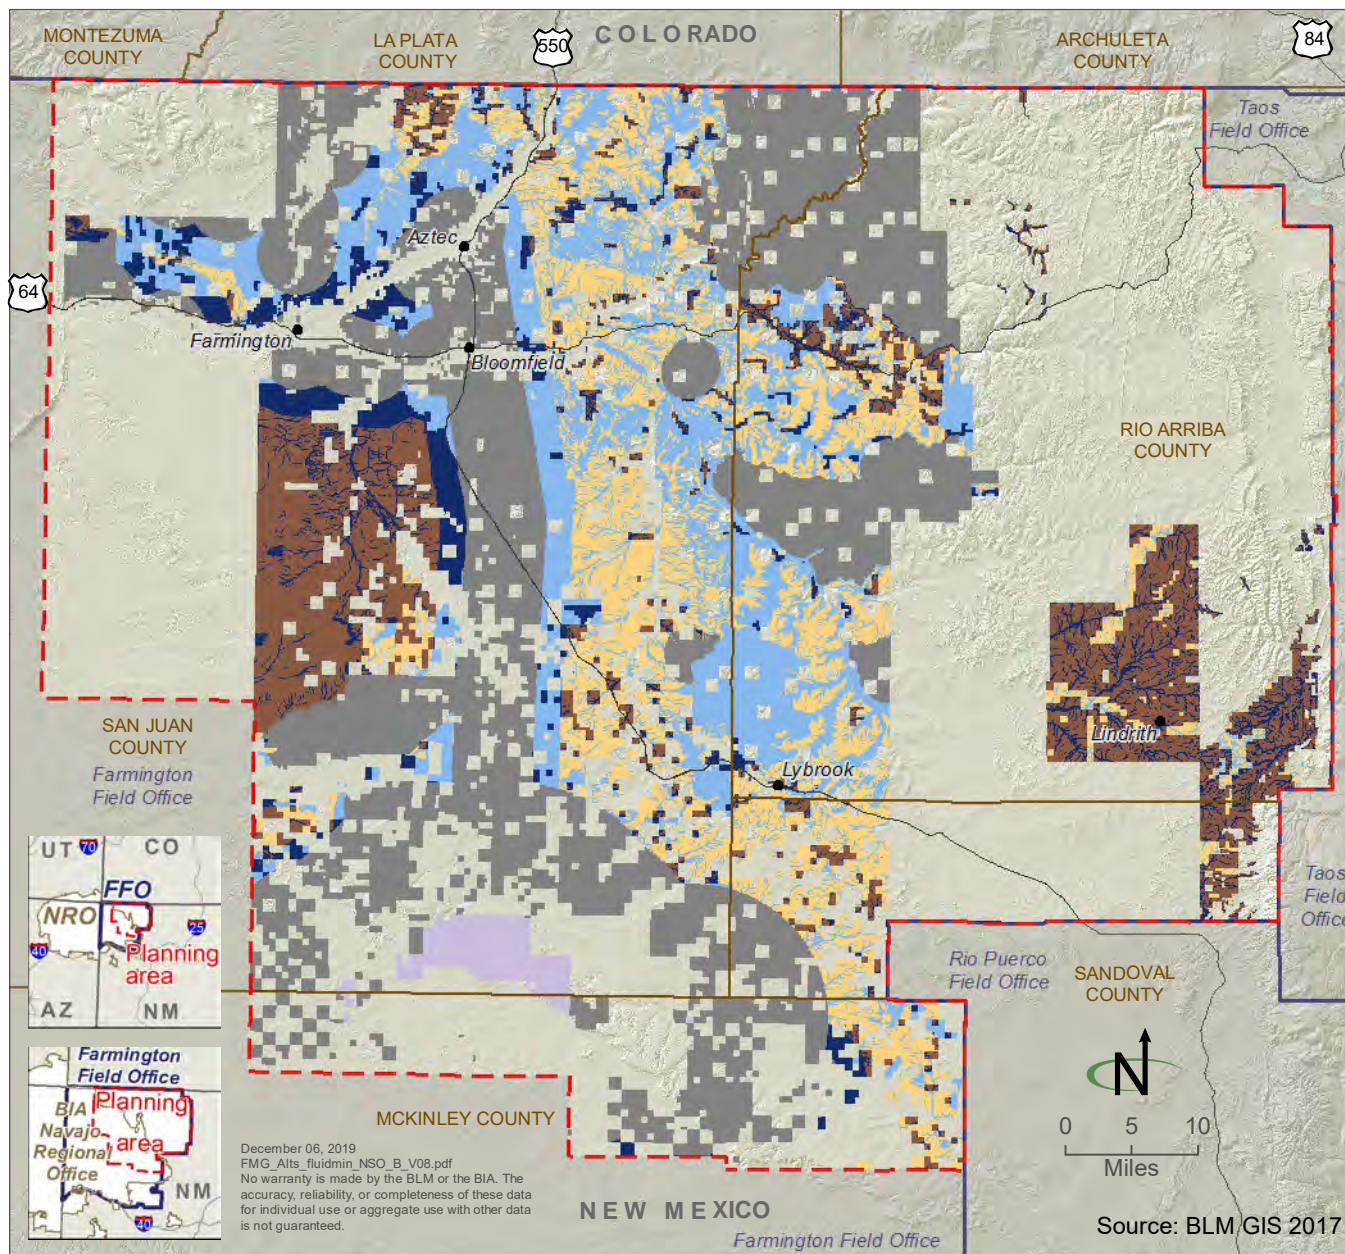 COLORADO
MONTEZUMA
COUNTY
LA PLATA
COUNTY
550
ARCHULETA
COUNTY
84
Taos
Field Office
Aztec
64
Farmington
Bloomfield
RIO ARRIBA
COUNTY
SAN JUAN
COUNTY
Farmington
Field Office
Lindrith
Lybrook
UT
70
CO
FFO
NRO
25
40
Planning
area
AZ
NM
Taos
Field
Office
Rio Puerco
Field Office
SANDOVAL
COUNTY
Farmington
Field Office
Planning
area
BIA
Navajo
Regional
Office
NM
40
MCKINLEY COUNTY
N
0 5 10
Miles
December 06, 2019
FMG_Alts_fluidmin_NSO_B_V08.pdf
No warranty is made by the BLM or the BIA. The
accuracy, reliability, or completeness of these data
for individual use or aggregate use with other data
is not guaranteed.
NEW MEXICO
Source: BLM GIS 2017
Farmington Field Office